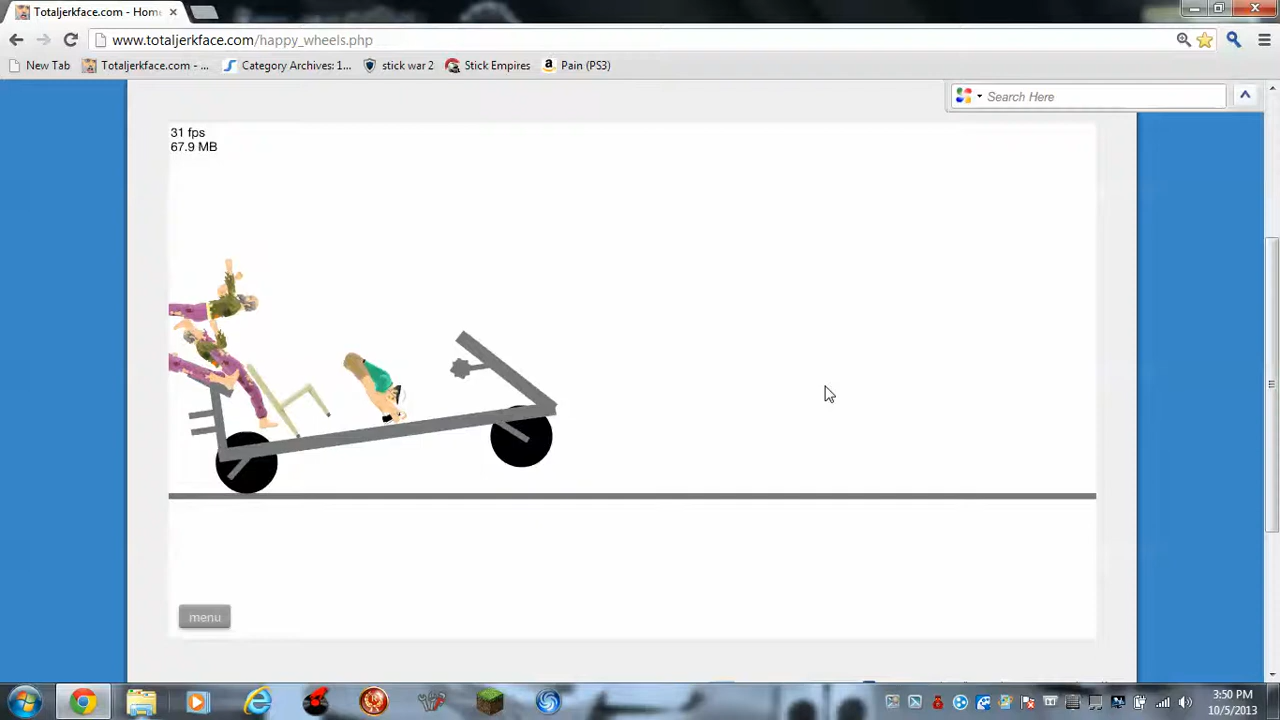 Totaljerkface.com - Hom
www.totaljerkface.com/happy_wheels.php
New Tab
Totaljerkface.com - ...
Category Archives: 1...
stick war 2
Stick Empires
Pain (PS3)
Search Here
31 fps
67.9 MB
menu
3:50 PM
10/5/2013